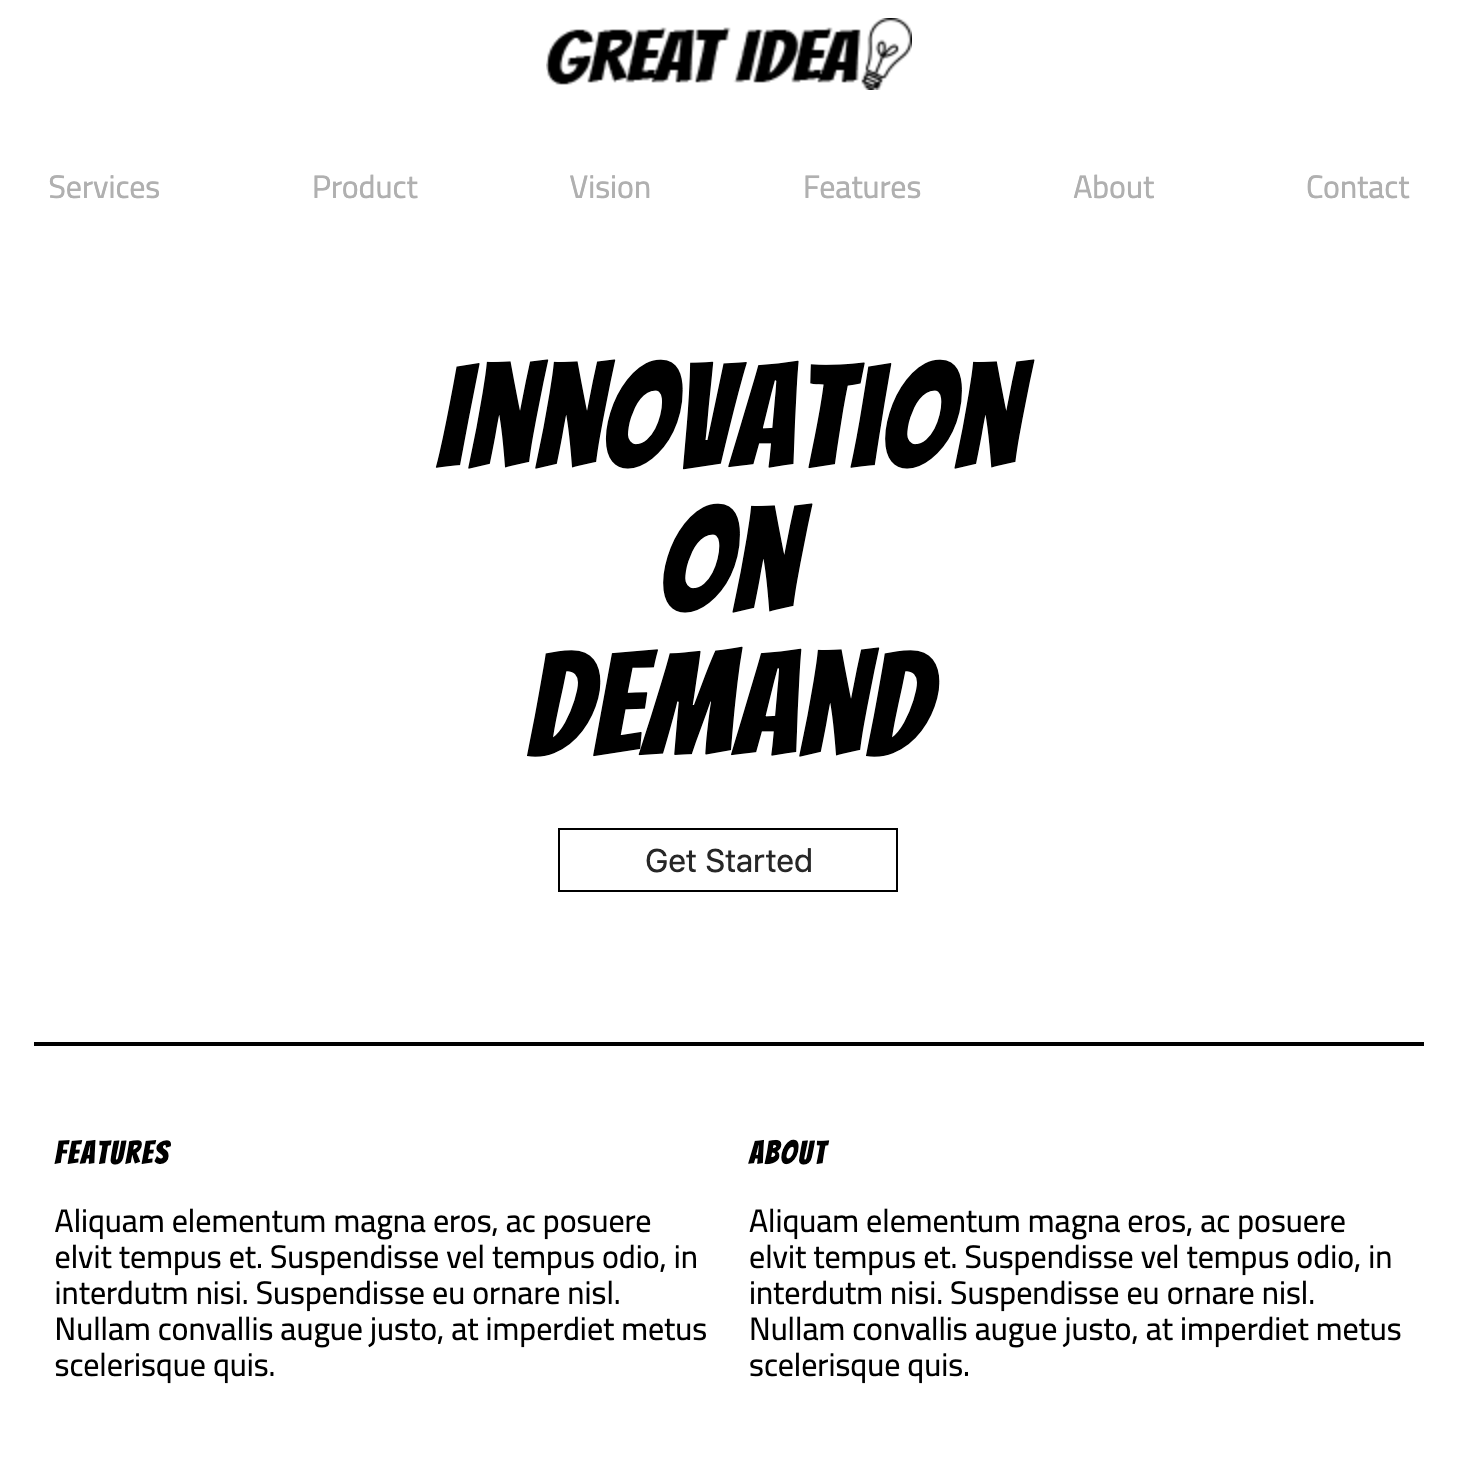 GREAT IDEA
Services Product Vision Features About Contact
INNOVATION
ON
DEMAND
Get Started
FEATURES
Aliquam elementum magna eros, ac posuere
elvit tempus et. Suspendisse vel tempus odio, in
interdutm nisi. Suspendisse eu ornare nisl.
Nullam convallis augue justo, at imperdiet metus
scelerisque quis.
ABOUT
Aliquam elementum magna eros, ac posuere
elvit tempus et. Suspendisse vel tempus odio, in
interdutm nisi. Suspendisse eu ornare nisl.
Nullam convallis augue justo, at imperdiet metus
scelerisque quis.